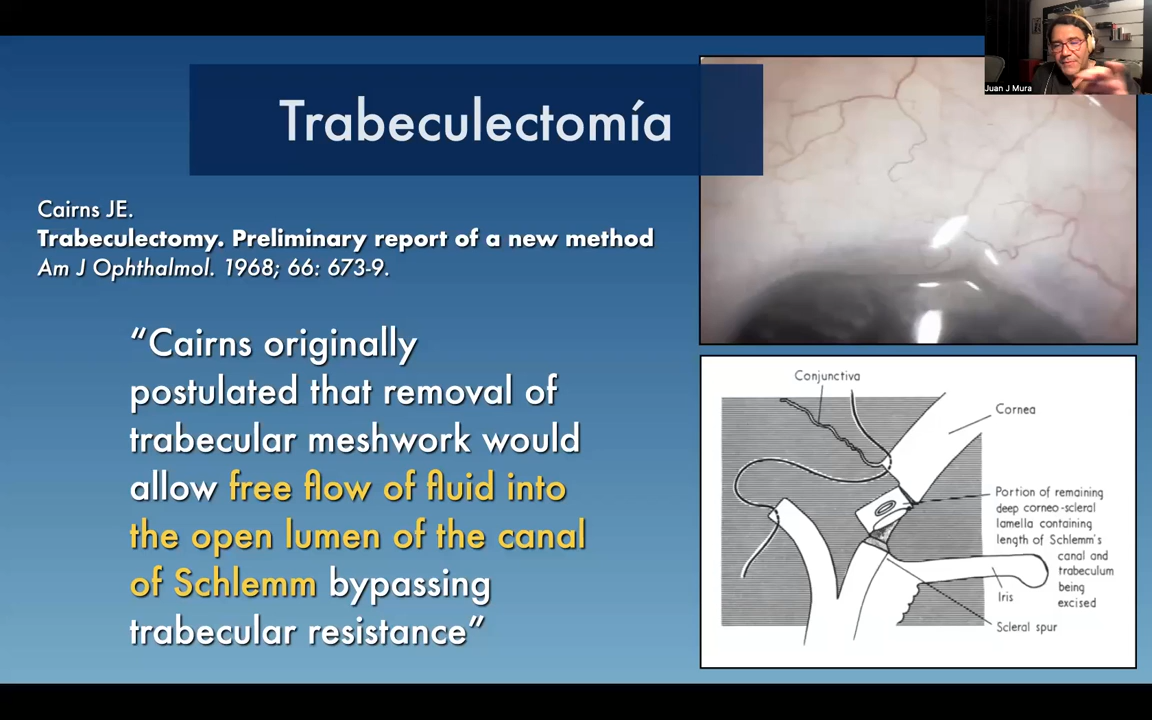 Juan J Mura
Trabeculectomía
Cairns JE.
Trabeculectomy. Preliminary report of a new method
Am J Ophthalmol. 1968; 66: 673-9.
“Cairns originally
postulated that removal of
trabecular meshwork would
allow free flow of fluid into
the open lumen of the canal
of Schlemm bypassing
trabecular resistance”
Conjunctiva
Cornea
Portion of remaining
deep corneo-scleral
lamella containing
length of Schlemm's
canal and
trabeculum
being
excised
Iris
Scleral spur